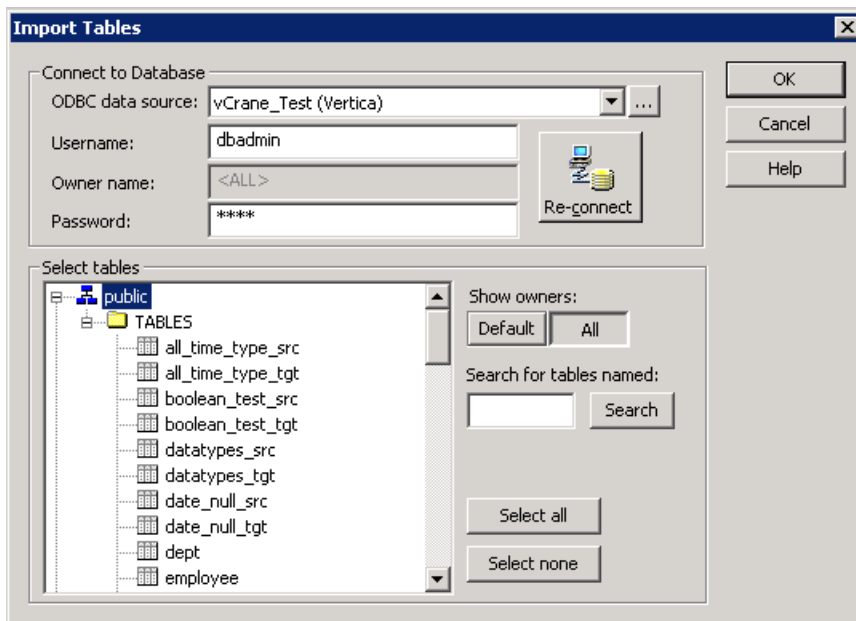 Import Tables
Connect to Database
ODBC data source: vCrane_Test (Vertica) ...
Username: dbadmin
Owner name: <ALL>
Password: ****
Re-connect
OK
Cancel
Help
Select tables
public
TABLES
all_time_type_src
all_time_type_tgt
boolean_test_src
boolean_test_tgt
datatypes_src
datatypes_tgt
date_null_src
date_null_tgt
dept
employee
Show owners:
Default All
Search for tables named:
Search
Select all
Select none